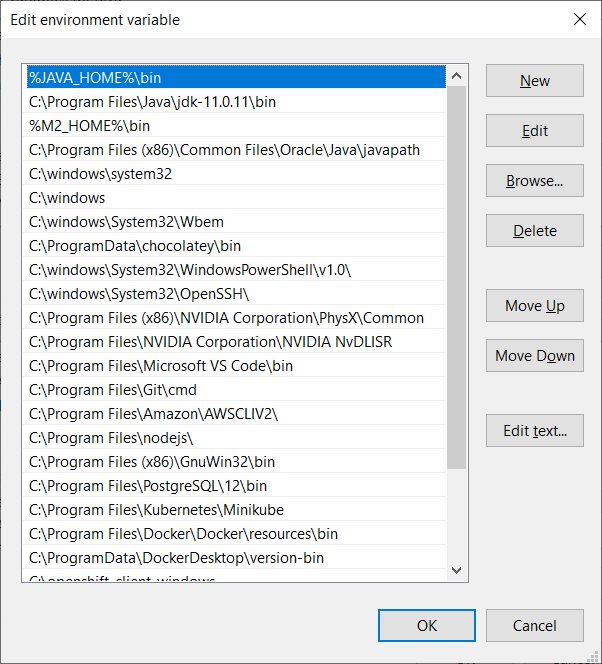 Edit environment variable
%JAVA_HOME%\bin
C:\Program Files\Java\jdk-11.0.11\bin
%M2_HOME%\bin
C:\Program Files (x86)\Common Files\Oracle\Java\javapath
C:\windows\system32
C:\windows
C:\windows\System32\Wbem
C:\ProgramData\chocolatey\bin
C:\windows\System32\WindowsPowerShell\v1.0\
C:\windows\System32\OpenSSH\
C:\Program Files (x86)\NVIDIA Corporation\PhysX\Common
C:\Program Files\NVIDIA Corporation\NVIDIA NvDLISR
C:\Program Files\Microsoft VS Code\bin
C:\Program Files\Git\cmd
C:\Program Files\Amazon\AWSCLIV2\
C:\Program Files\nodejs\
C:\Program Files (x86)\GnuWin32\bin
C:\Program Files\PostgreSQL\12\bin
C:\Program Files\Kubernetes\Minikube
C:\Program Files\Docker\Docker\resources\bin
C:\ProgramData\DockerDesktop\version-bin
C:\openshift-client-windows
New
Edit
Browse...
Delete
Move Up
Move Down
Edit text...
OK
Cancel